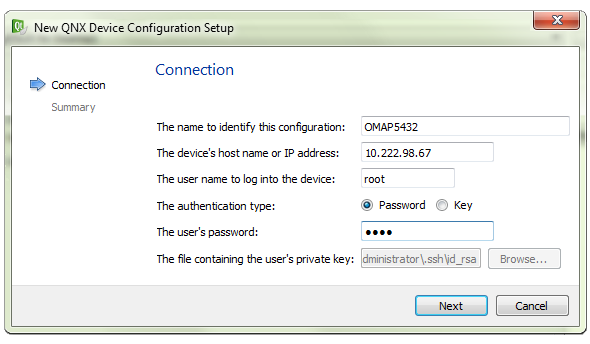 New QNX Device Configuration Setup
Connection
Connection
Summary
The name to identify this configuration: OMAP5432
The device's host name or IP address: 10.222.98.67
The user name to log into the device: root
The authentication type: Password Key
The user's password: ●●●●
The file containing the user's private key: dministrator\.ssh\id_rsa Browse...
Next Cancel